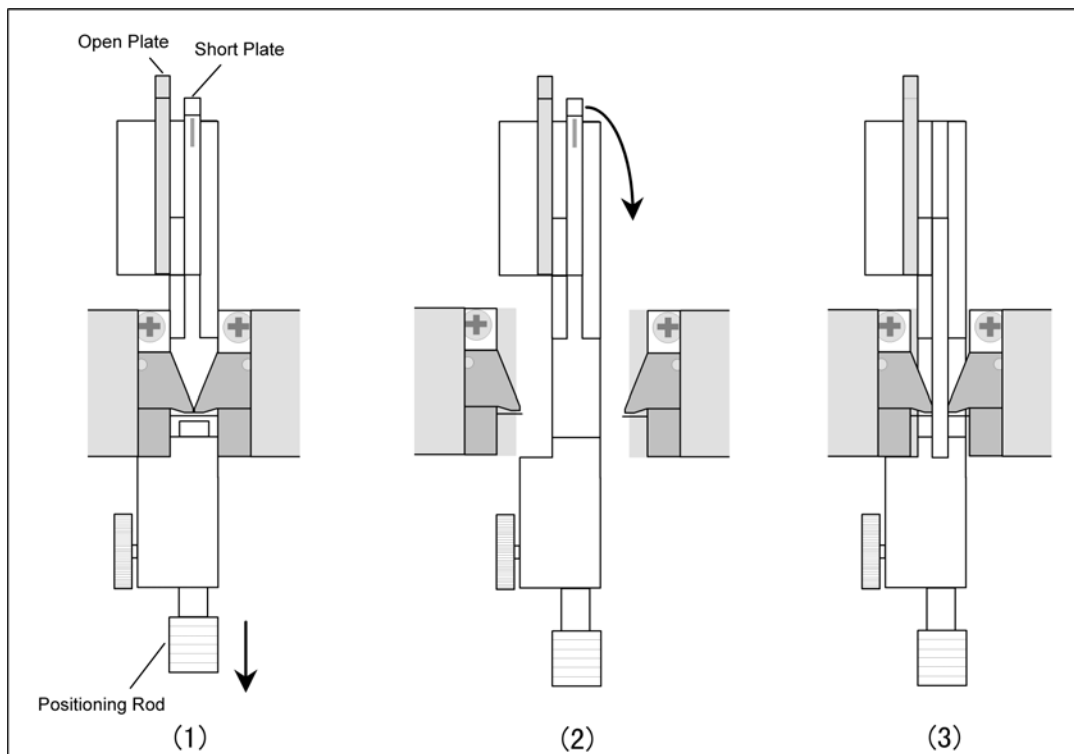 Open Plate
Short Plate
Positioning Rod
(1)
(2)
(3)